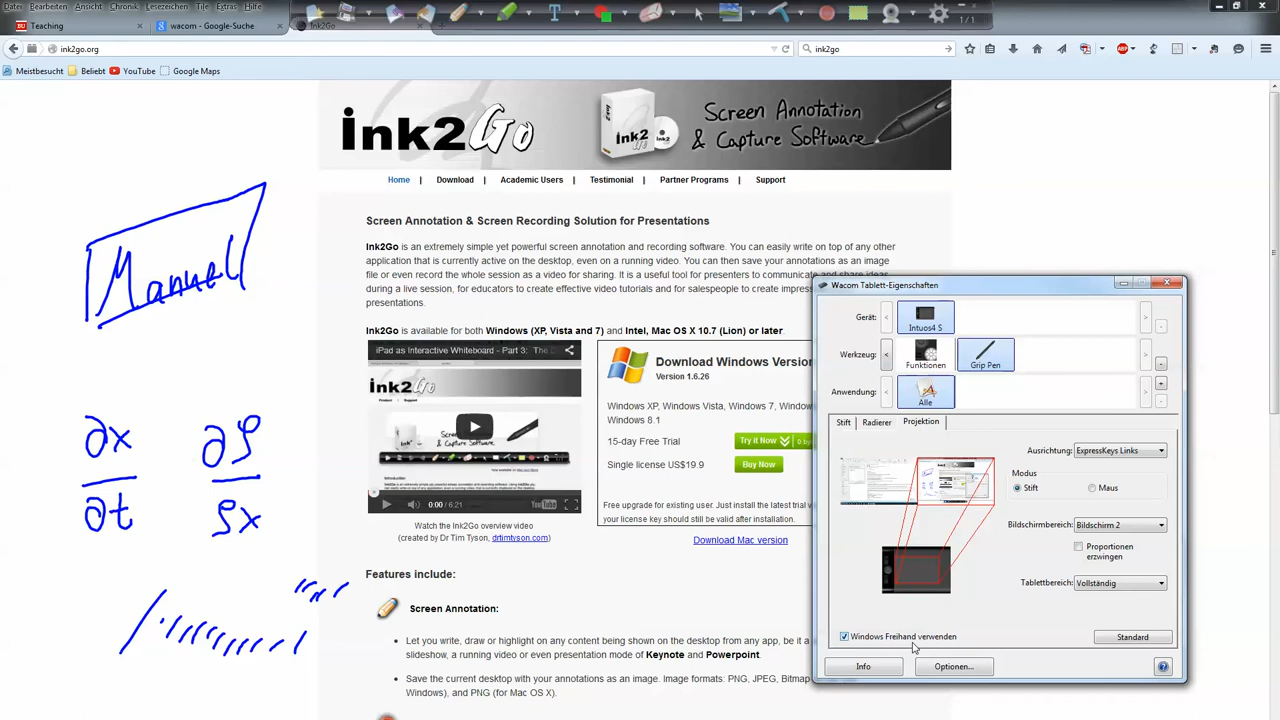 Datei Bearbeiten Ansicht Chronik Lesezeichen Extras Hilfe
1/1
Teaching
wacom - Google-Suche
Ink2Go
ink2go.org
ink2go
Meistbesucht
Beliebt
YouTube
Google Maps
ink2Go
Screen Annotation
& Capture Software
Home | Download | Academic Users | Testimonial | Partner Programs | Support
Screen Annotation & Screen Recording Solution for Presentations
Ink2Go is an extremely simple yet powerful screen annotation and recording software. You can easily write on top of any other
application that is currently active on the desktop, even on a running video. You can then save your annotations as an image
file or even record the whole session as a video for sharing. It is a useful tool for presenters to communicate and share ideas
during a live session, for educators to create effective video tutorials and for salespeople to create
presentations.
Ink2Go is available for both Windows (XP, Vista and 7) and Intel, Mac OS X 10.7 (Lion) or later.
iPad as Interactive Whiteboard - Part 3: The
ink2Go
0:00 / 6:21
Watch the Ink2Go overview video
(created by Dr Tim Tyson, drtimtyson.com)
Download Windows Version
Version 1.6.26
Windows XP, Windows Vista, Windows 7, Windows
8.1
15-day Free Trial
Try it Now
Single license US$19.9
Buy Now
Free upgrade for existing user. Just install the latest trial
your license key should still be valid after installation.
Download Mac version
Features include:
Screen Annotation:
Let you write, draw or highlight on any content being shown on the desktop from any app, be it a
slideshow, a running video or even presentation mode of Keynote and Powerpoint.
Save the current desktop with your annotations as an image. Image formats: PNG, JPEG, Bitmap
Windows), and PNG (for Mac OS X).
Manuel
∂x
∂t
Wacom Tablett-Eigenschaften
Gerät:
Intuos4 S
Werkzeug:
Funktionen
Grip Pen
Anwendung:
Alle
Stift
Radierer
Projektion
Ausrichtung: ExpressKeys Links
Modus
Stift
Maus
Bildschirmbereich: Bildschirm 2
Proportionen
erzwingen
Tablettbereich: Vollständig
Windows Freihand verwenden
Standard
Info
Optionen...